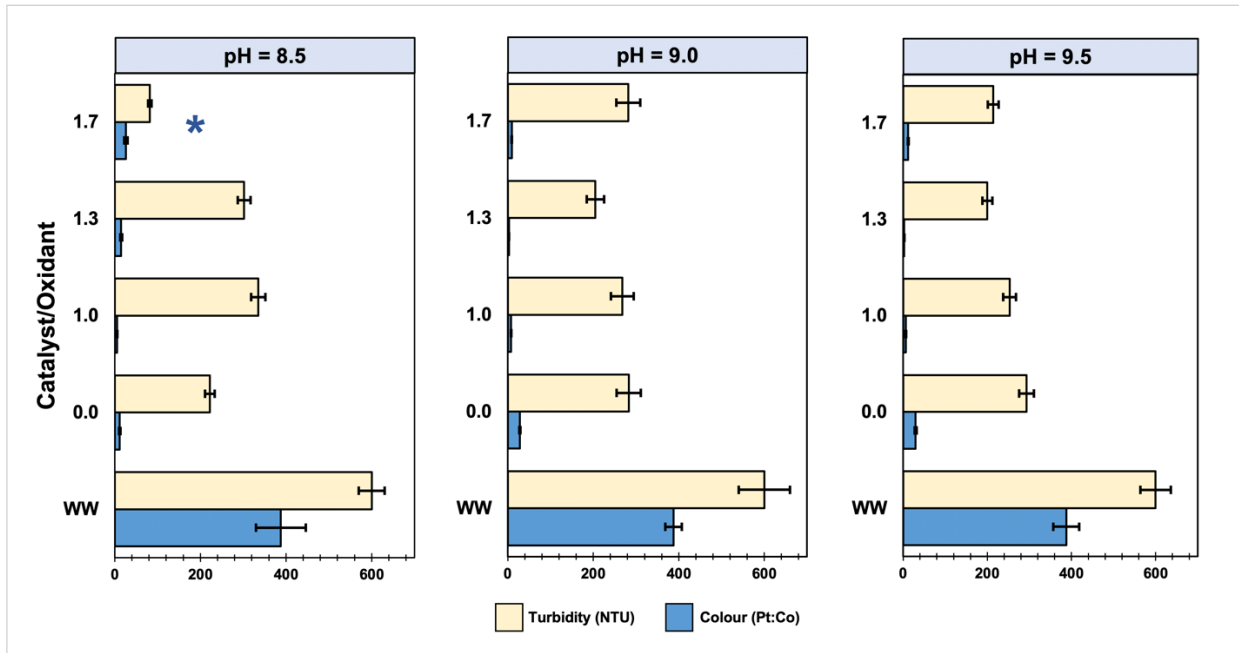 pH = 8.5
pH = 9.0
pH = 9.5
Catalyst/Oxidant
1.7
*
1.3
1.0
0.0
WW
0 200 400 600
1.7
1.3
1.0
0.0
WW
0 200 400 600
1.7
1.3
1.0
0.0
WW
0 200 400 600
Turbidity (NTU)
Colour (Pt:Co)